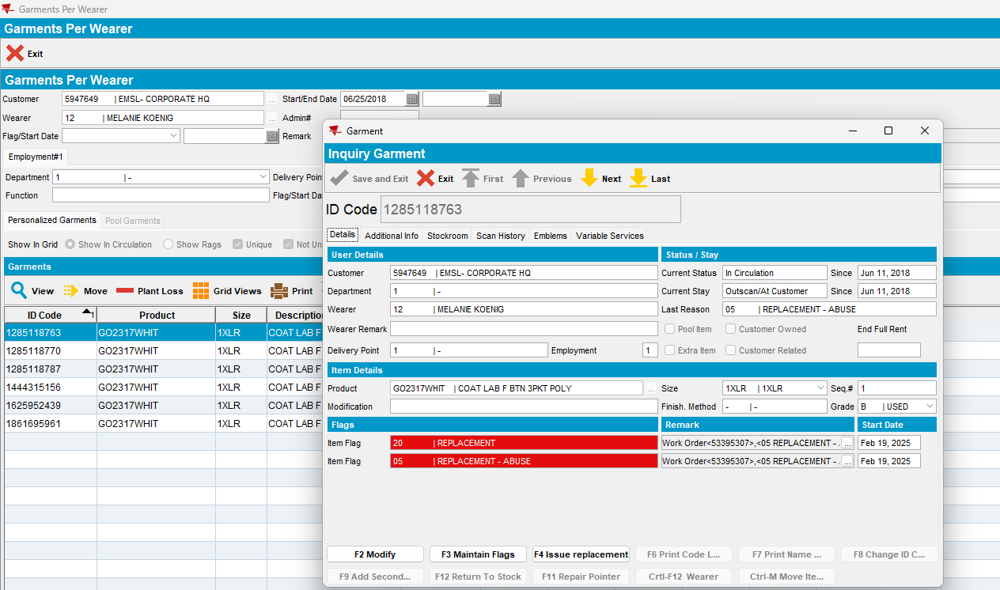 Garments Per Wearer
Garments Per Wearer
Exit
Garments Per Wearer
Customer 5947649 | EMSL- CORPORATE HQ ... Start/End Date 06/25/2018 16 16
Wearer 12 | MELANIE KOENIG ... Admin#
Flag/Start Date 16 Remark
Employment#1
Department 1 | - Delivery Poin
Function Flag/Start Da
Personalized Garments Pool Garments
Show In Grid Show In Circulation Show Rags Unique Not Un
Garments
View Move Plant Loss Grid Views Print
ID Code 1 Product Size Descriptio
1285118763 GO2317WHIT 1XLR COAT LAB F
1285118770 GO2317WHIT 1XLR COAT LAB F
1285118787 GO2317WHIT 1XLR COAT LAB F
1444315156 GO2317WHIT 1XLR COAT LAB F
1625952439 GO2317WHIT 1XLR COAT LAB F
1861695961 GO2317WHIT 1XLR COAT LAB F
Garment
Inquiry Garment
Save and Exit Exit First Previous Next Last
ID Code 1285118763
Details Additional Info Stockroom Scan History Emblems Variable Services
User Details Status / Stay
Customer 5947649 | EMSL- CORPORATE HQ Current Status In Circulation Since Jun 11, 2018
Department 1 | - Current Stay Outscan/At Customer Since Jun 11, 2018
Wearer 12 | MELANIE KOENIG Last Reason 05 | REPLACEMENT - ABUSE
Wearer Remark Pool Item Customer Owned End Full Rent
Delivery Point 1 | - Employment 1 Extra Item Customer Related
Item Details
Product GO2317WHIT | COAT LAB F BTN 3PKT POLY ... Size 1XLR | 1XLR Seq.# 1
Modification Finish. Method - | - Grade B | USED
Flags Remark Start Date
Item Flag 20 | REPLACEMENT Work Order<53395307>,<05 REPLACEMENT - . ... Feb 19, 2025
Item Flag 05 | REPLACEMENT - ABUSE Work Order<53395307>,<05 REPLACEMENT - . ... Feb 19, 2025
F2 Modify F3 Maintain Flags F4 Issue replacement F6 Print Code L... F7 Print Name ... F8 Change ID C...
F9 Add Second... F12 Return To Stock F11 Repair Pointer Crtl-F12 Wearer Ctrl-M Move Ite...